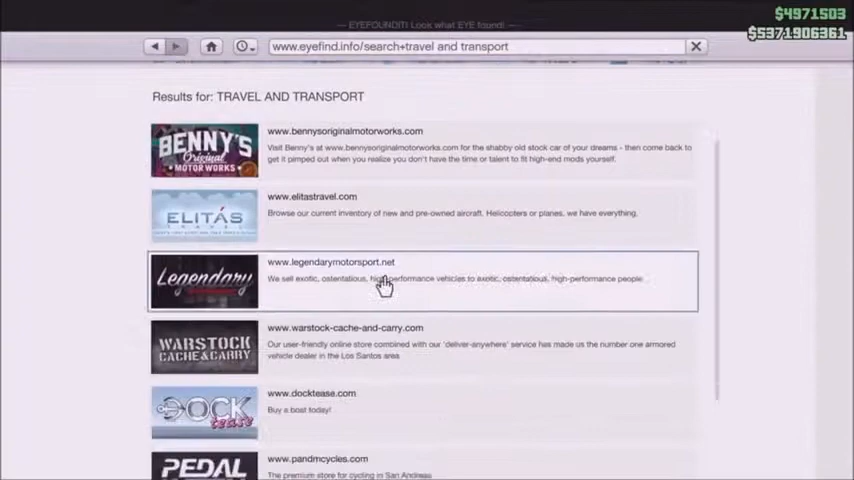 $4971503
$5371906361
— EYEFOUNDIT! Look what EYE found! —
www.eyefind.info/search+travel and transport
Results for: TRAVEL AND TRANSPORT
BENNY'S
Original
MOTOR WORKS
www.bennysoriginalmotorworks.com
Visit Benny's at www.bennysoriginalmotorworks.com for the shabby old stock car of your dreams - then come back to
get it pimped out when you realize you don't have the time or talent to fit high-end mods yourself.
ELITÁS
TRAVEL
www.elitastravel.com
Browse our current inventory of new and pre-owned aircraft. Helicopters or planes, we have everything.
Legendary
www.legendarymotorsport.net
We sell exotic, ostentatious, high-performance vehicles to exotic, ostentatious, high-performance people.
WARSTOCK
CACHE & CARRY
www.warstock-cache-and-carry.com
Our user-friendly online store combined with our 'deliver-anywhere' service has made us the number one armored
vehicle dealer in the Los Santos area
DOCK
tease
www.docktease.com
Buy a boat today!
PEDAL
www.pandmcycles.com
The premium store for cycling in San Andreas